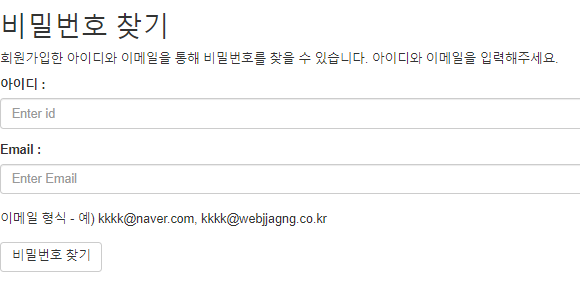 비밀번호 찾기
회원가입한 아이디와 이메일을 통해 비밀번호를 찾을 수 있습니다. 아이디와 이메일을 입력해주세요.
아이디 :
Enter id
Email :
Enter Email
이메일 형식 - 예) kkkk@naver.com, kkkk@webjjagng.co.kr
비밀번호 찾기